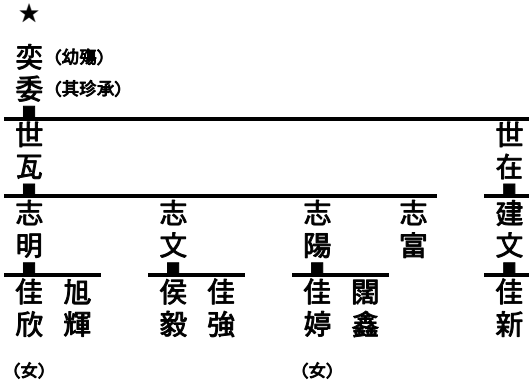 ★
奕委 (幼殤)(其珍承)
世瓦 世在
志明 志文 志陽 志富 建文
佳欣 旭輝 侯毅 佳強 佳婷 闊鑫 佳新
(女) (女)